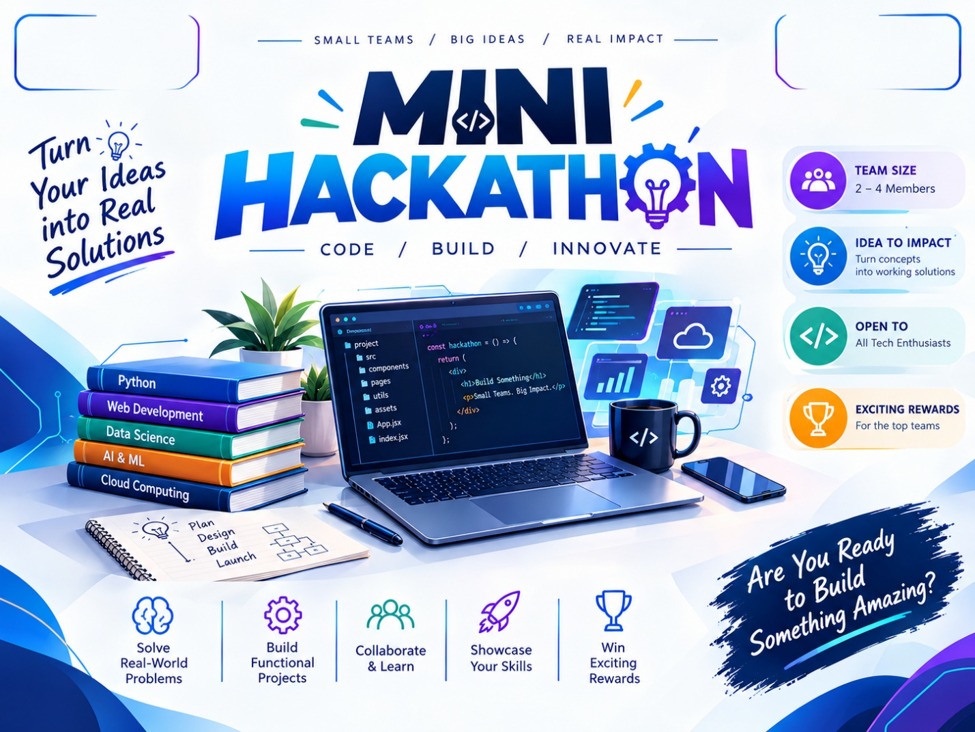 SMALL TEAMS / BIG IDEAS / REAL IMPACT
MINI
</>
HACKATHON
CODE / BUILD / INNOVATE
Turn
Your Ideas
into Real
Solutions
TEAM SIZE
2 – 4 Members
IDEA TO IMPACT
Turn concepts
into working solutions
</>
OPEN TO
All Tech Enthusiasts
EXCITING REWARDS
For the top teams
Python
Web Development
Data Science
AI & ML
Cloud Computing
project
src
components
pages
utils
assets
App.jsx
index.jsx
const hackathon = () => {
return (
<div>
<h1>Build Something</h1>
<p>Small Teams. Big Impact.</p>
</div>
);
};
</>
Plan
Design
Build
Launch
Are You Ready
to Build
Something Amazing?
Solve
Real-World
Problems
Build
Functional
Projects
Collaborate
& Learn
Showcase
Your Skills
Win
Exciting
Rewards